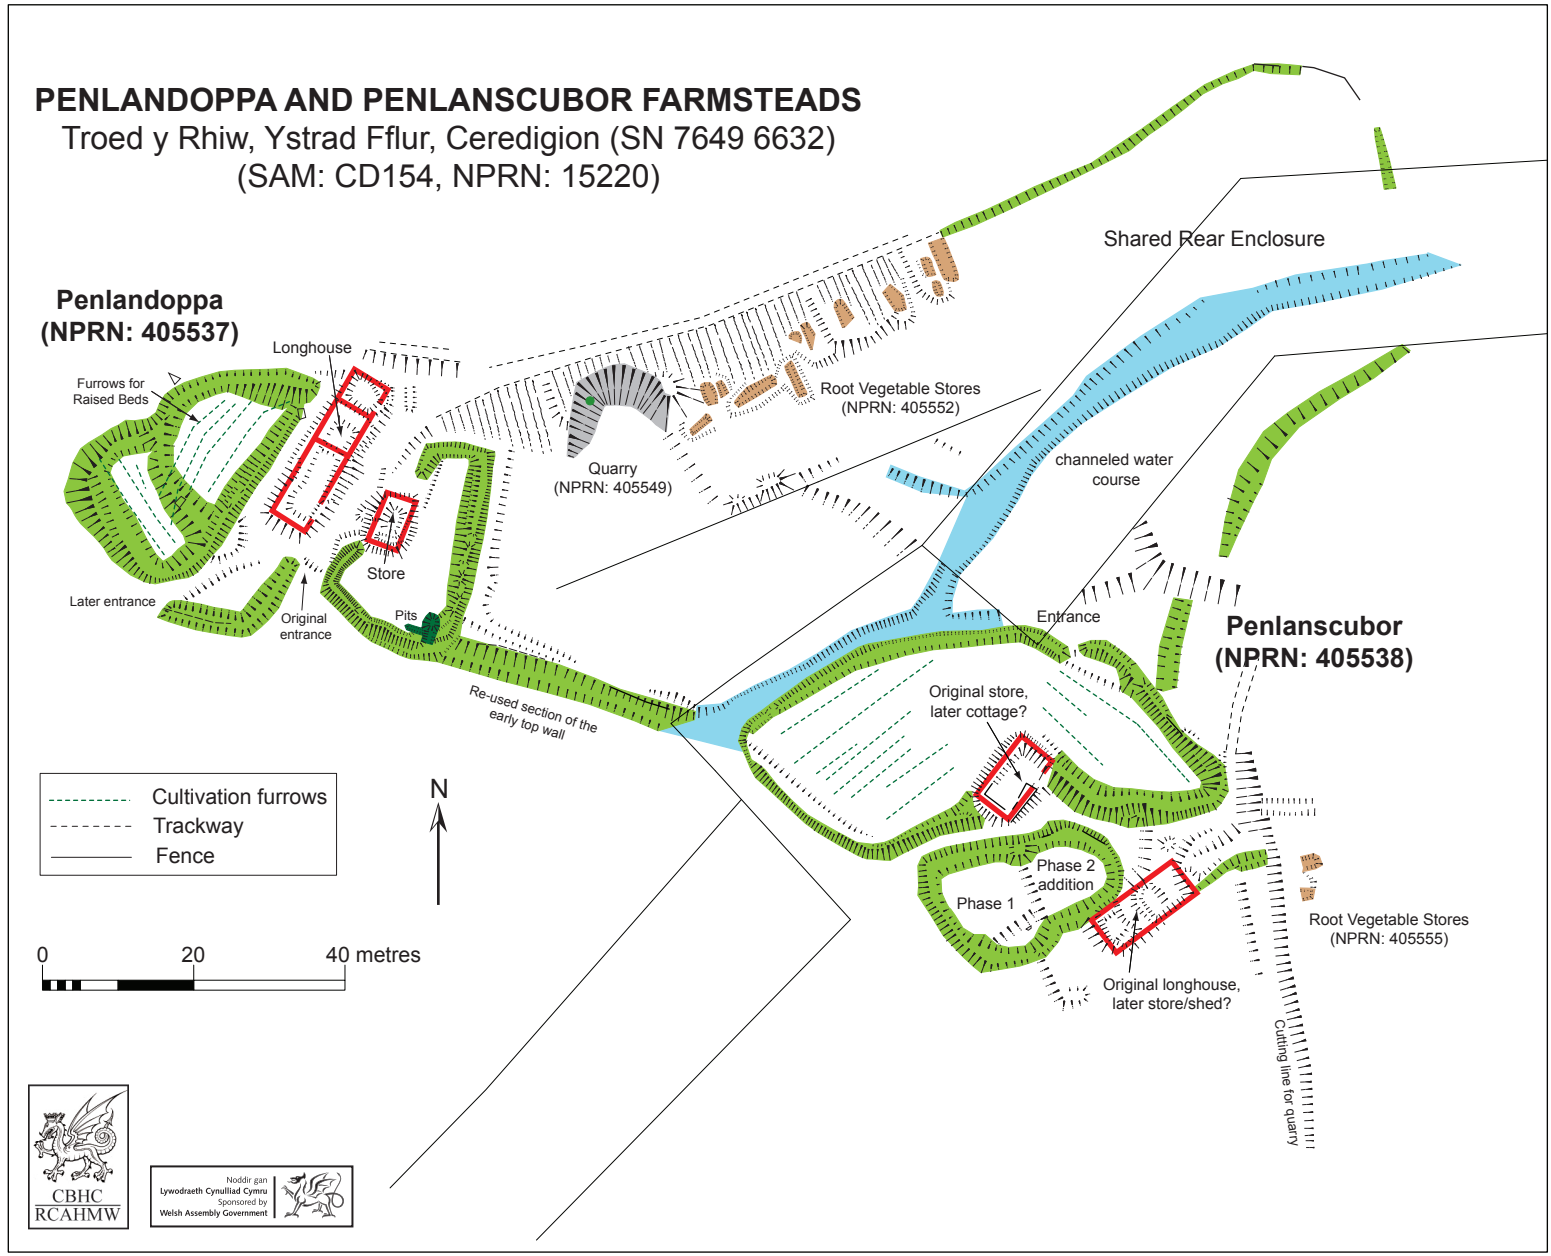 PENLANDOPPA AND PENLANSCUBOR FARMSTEADS
Troed y Rhiw, Ystrad Fflur, Ceredigion (SN 7649 6632)
(SAM: CD154, NPRN: 15220)
Shared Rear Enclosure
Penlandoppa
(NPRN: 405537)
Longhouse
Furrows for
Raised Beds
Root Vegetable Stores
(NPRN: 405552)
Quarry
(NPRN: 405549)
channeled water
course
Store
Later entrance
Original
entrance
Pits
Entrance
Penlanscubor
(NPRN: 405538)
Re-used section of the
early top wall
Original store,
later cottage?
Cultivation furrows
Trackway
Fence
N
Phase 2
addition
Phase 1
Root Vegetable Stores
(NPRN: 405555)
0 20 40 metres
Original longhouse,
later store/shed?
Cutting line for quarry
CBHC
RCAHMW
Noddir gan
Lywodraeth Cynulliad Cymru
Sponsored by
Welsh Assembly Government